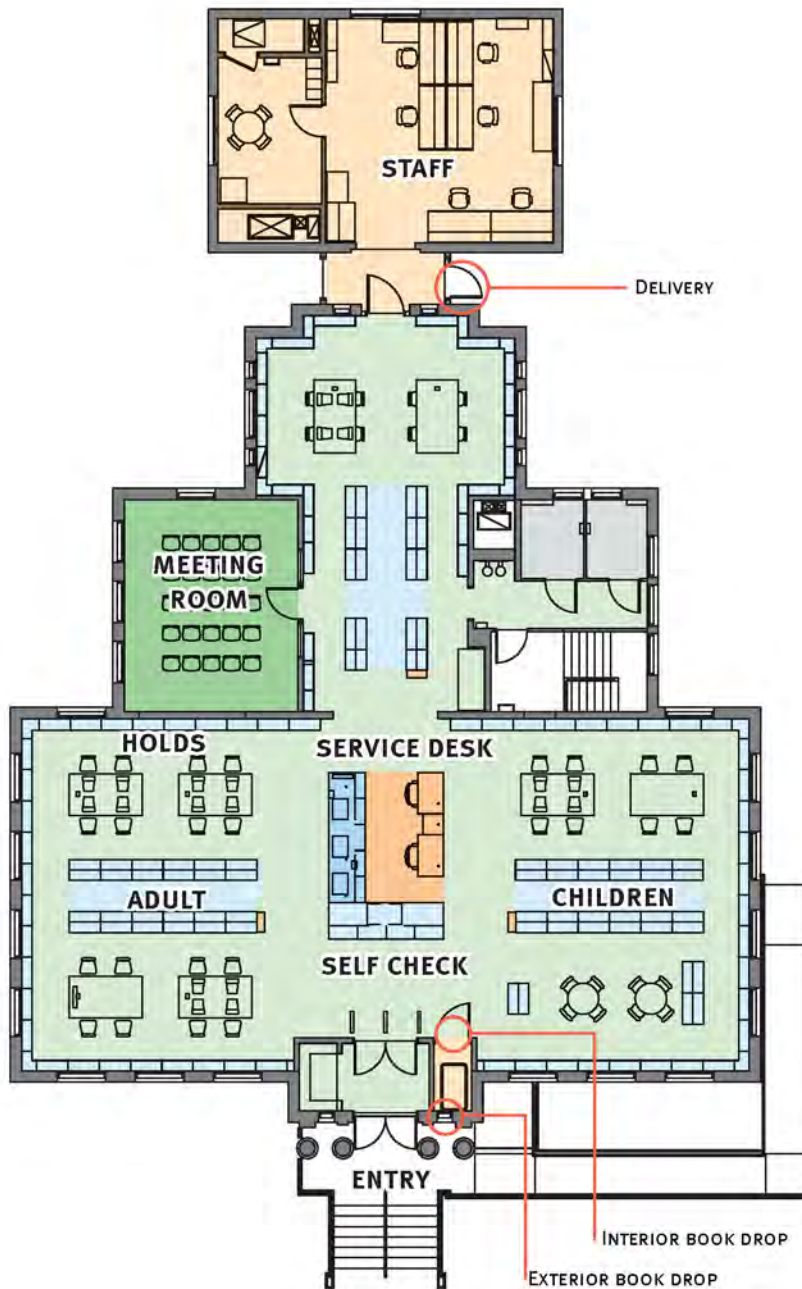 STAFF
DELIVERY
MEETING
ROOM
HOLDS
SERVICE DESK
ADULT
CHILDREN
SELF CHECK
ENTRY
INTERIOR BOOK DROP
EXTERIOR BOOK DROP